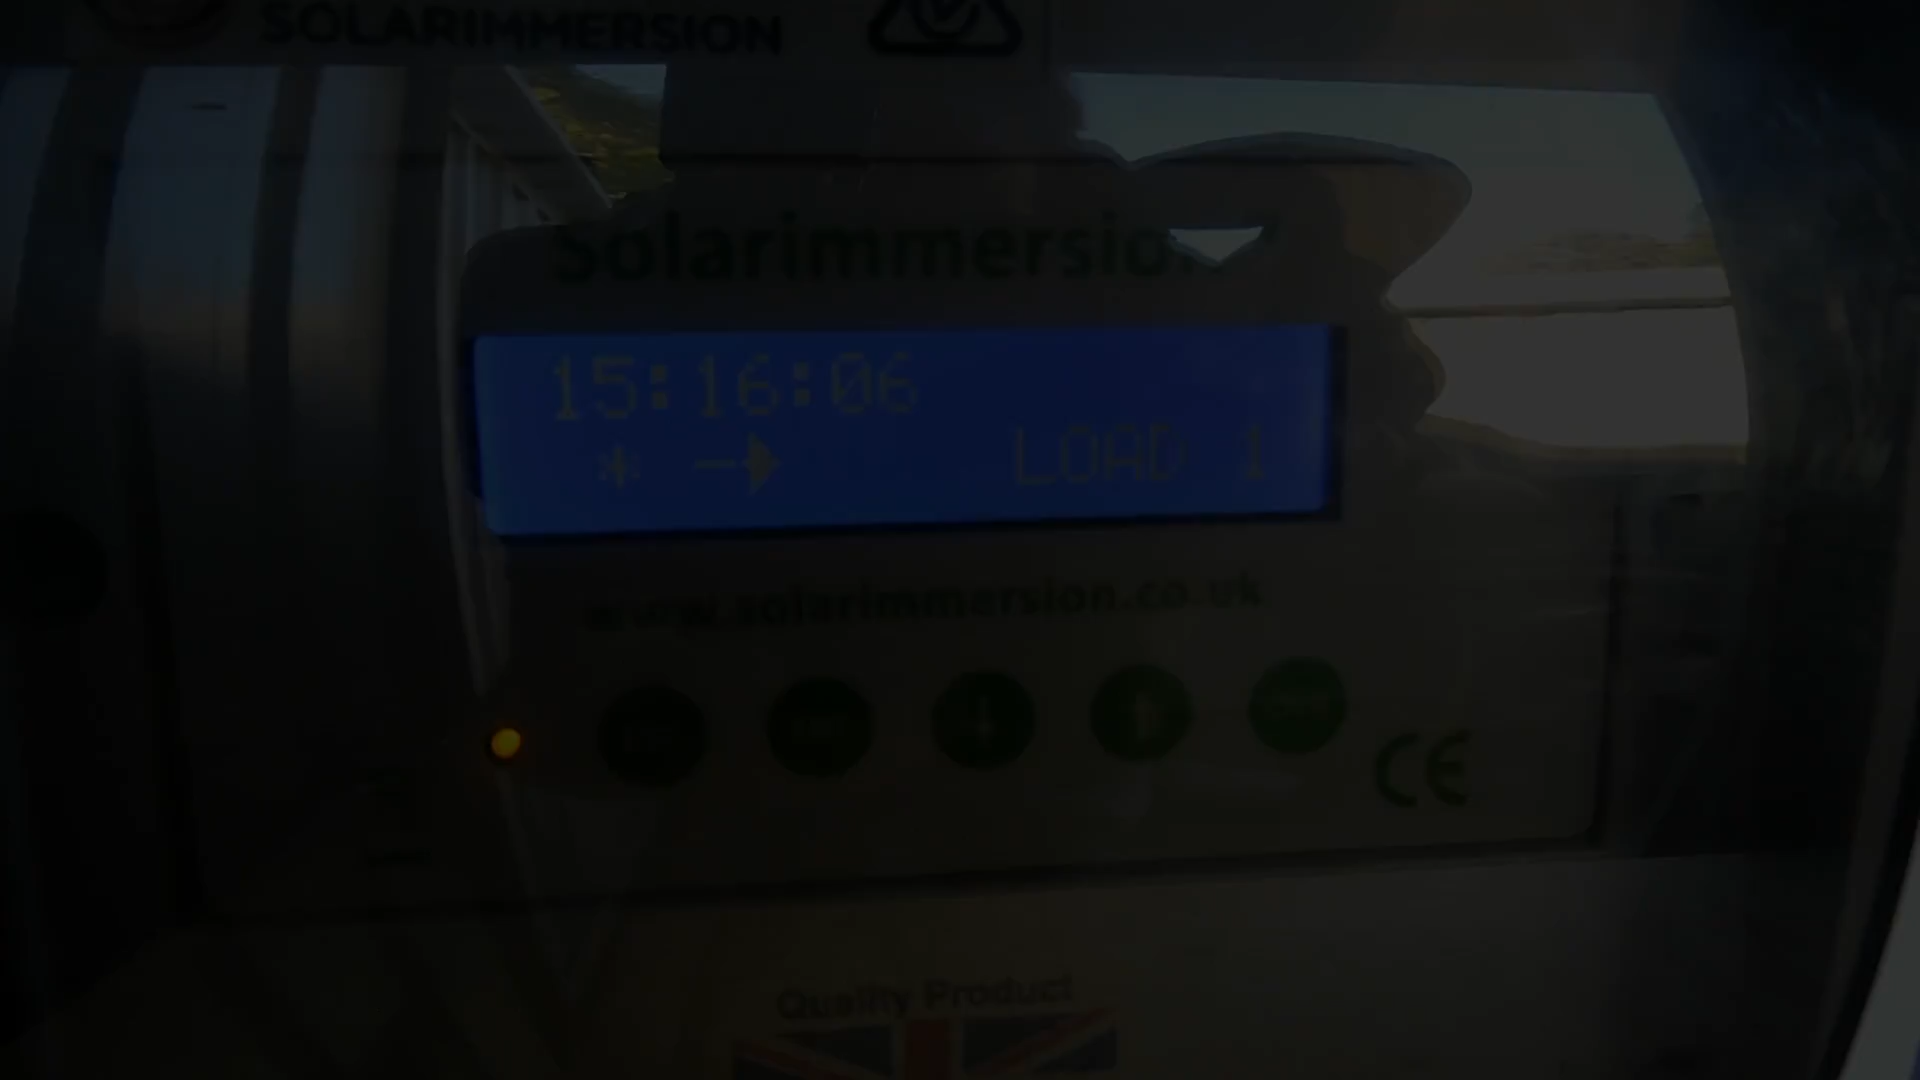 SOLARIMMERSION
Solarimmersion
15:16:06
* → LOAD 1
www.solarimmersion.co.uk
CE
Quality Product